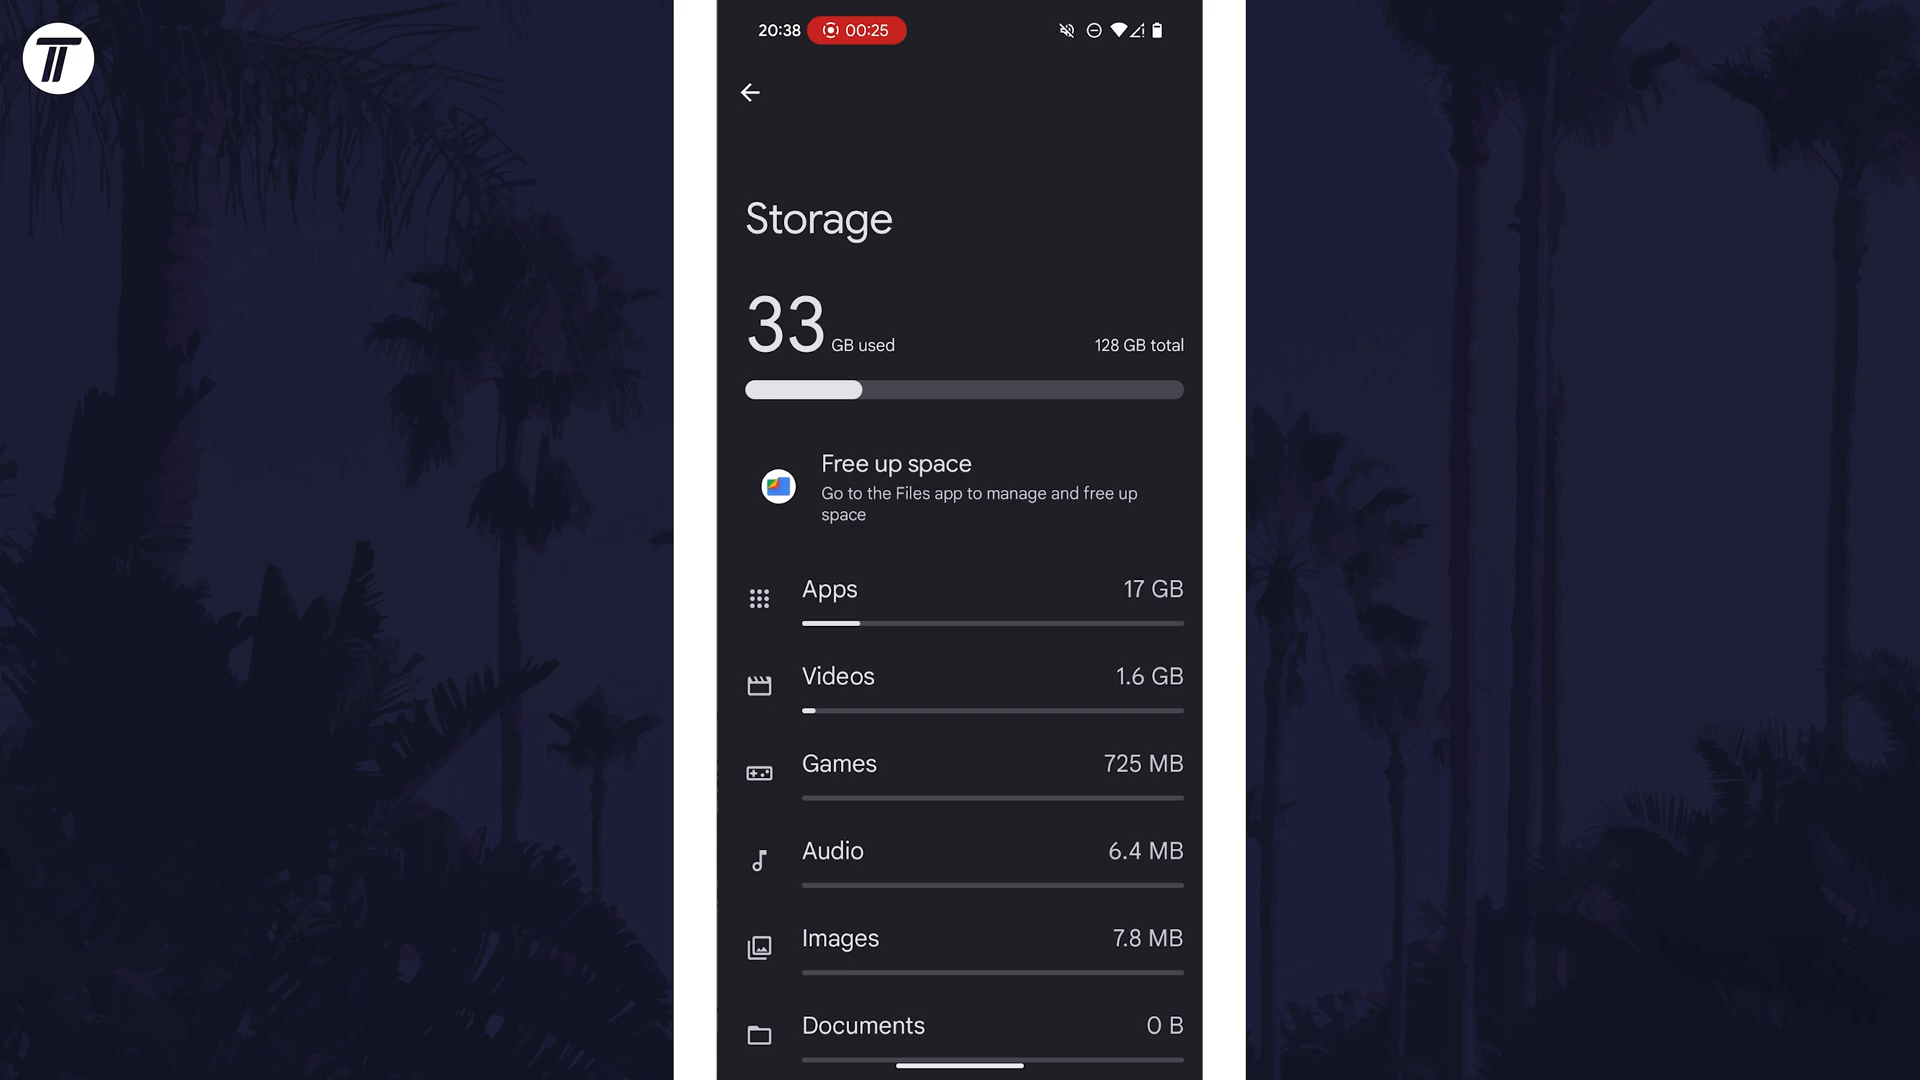 20:38 00:25
Storage
33 GB used 128 GB total
Free up space
Go to the Files app to manage and free up
space
Apps 17 GB
Videos 1.6 GB
Games 725 MB
Audio 6.4 MB
Images 7.8 MB
Documents 0 B